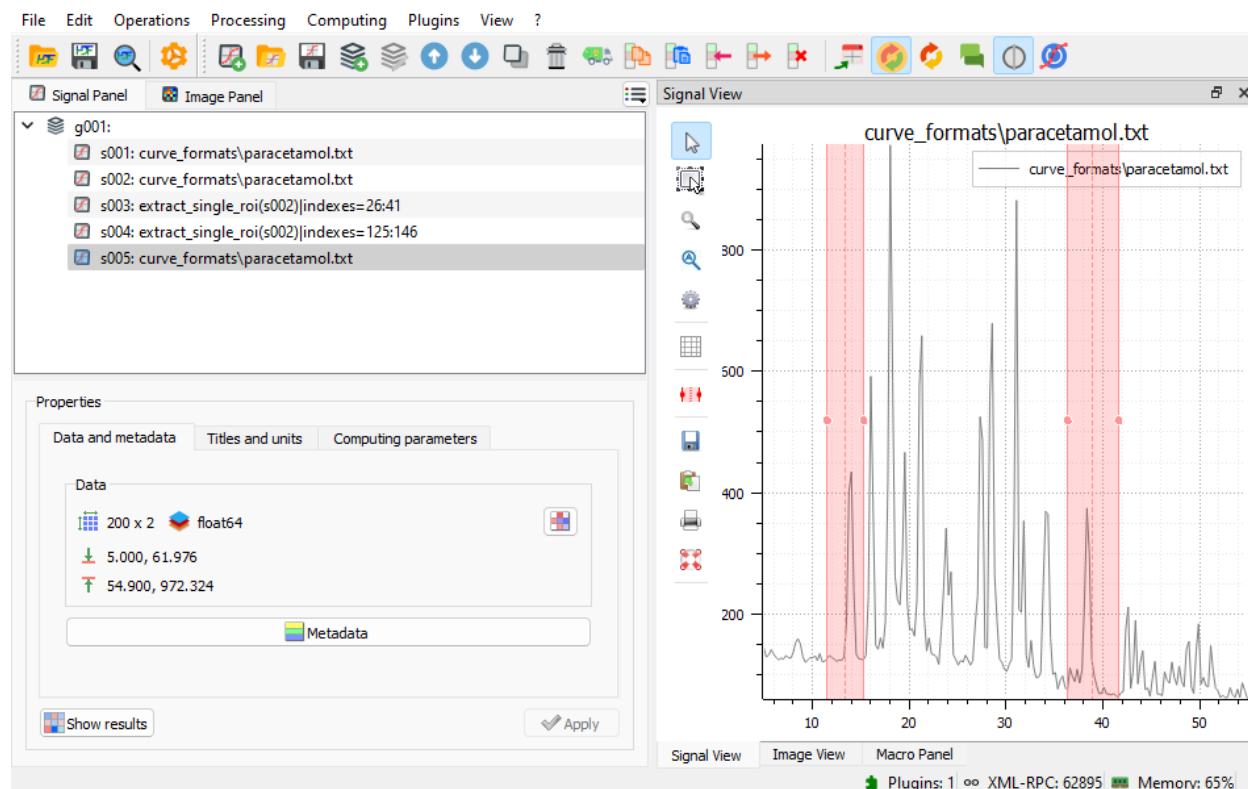 File Edit Operations Processing Computing Plugins View ?
Signal Panel Image Panel
g001:
s001: curve_formats\paracetamol.txt
s002: curve_formats\paracetamol.txt
s003: extract_single_roi(s002)|indexes=26:41
s004: extract_single_roi(s002)|indexes=125:146
s005: curve_formats\paracetamol.txt
Properties
Data and metadata Titles and units Computing parameters
Data
200 x 2 float64
5.000, 61.976
54.900, 972.324
Metadata
Show results Apply
Signal View
curve_formats\paracetamol.txt
curve_formats\paracetamol.txt
800
600
400
200
10 20 30 40 50
Signal View Image View Macro Panel
Plugins: 1 XML-RPC: 62895 Memory: 65%